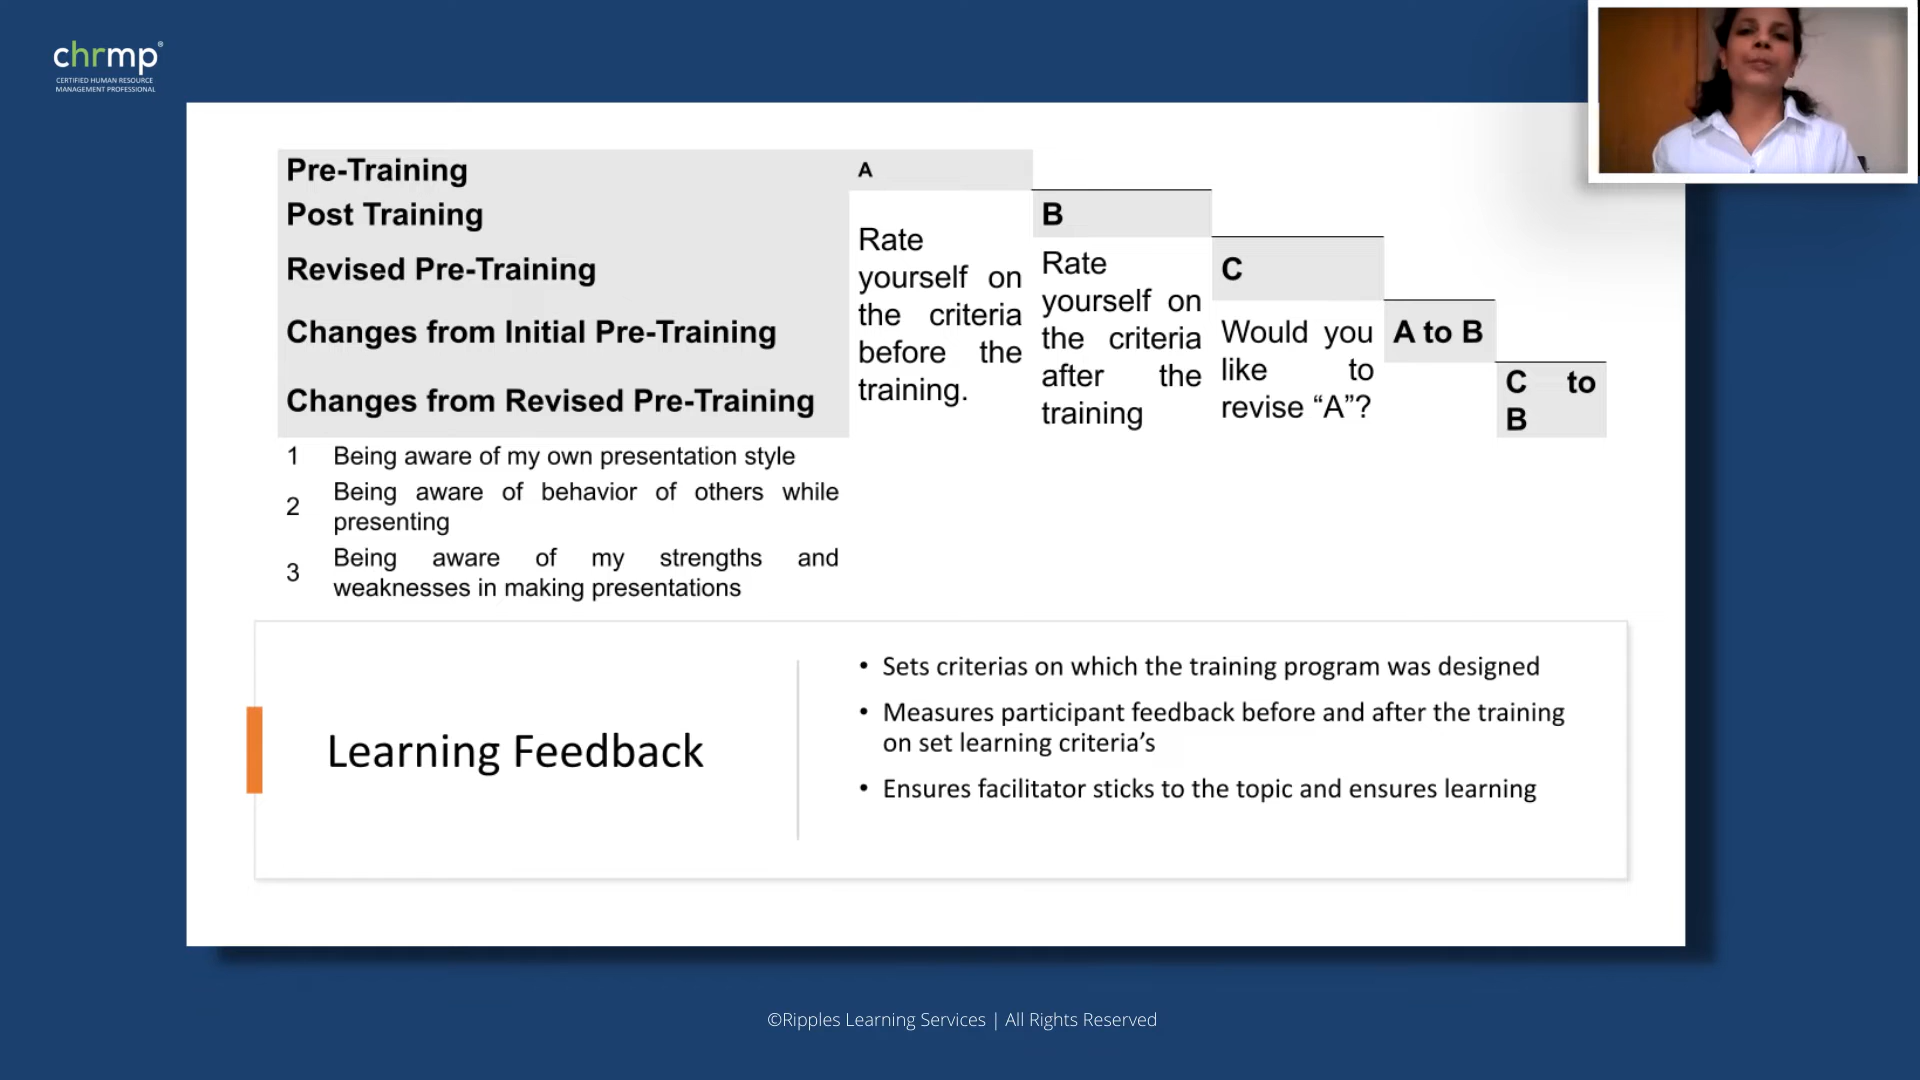 chrmp®
CERTIFIED HUMAN RESOURCE
MANAGEMENT PROFESSIONAL
Pre-Training
A
Post Training
B
Revised Pre-Training
C
Changes from Initial Pre-Training
A to B
Changes from Revised Pre-Training
C to
B
Rate
yourself on
the criteria
before the
training.
Rate
yourself on
the criteria
after the
training
Would you
like to
revise “A”?
1 Being aware of my own presentation style
2 Being aware of behavior of others while
presenting
3 Being aware of my strengths and
weaknesses in making presentations
Learning Feedback
• Sets criterias on which the training program was designed
• Measures participant feedback before and after the training
on set learning criteria’s
• Ensures facilitator sticks to the topic and ensures learning
©Ripples Learning Services | All Rights Reserved